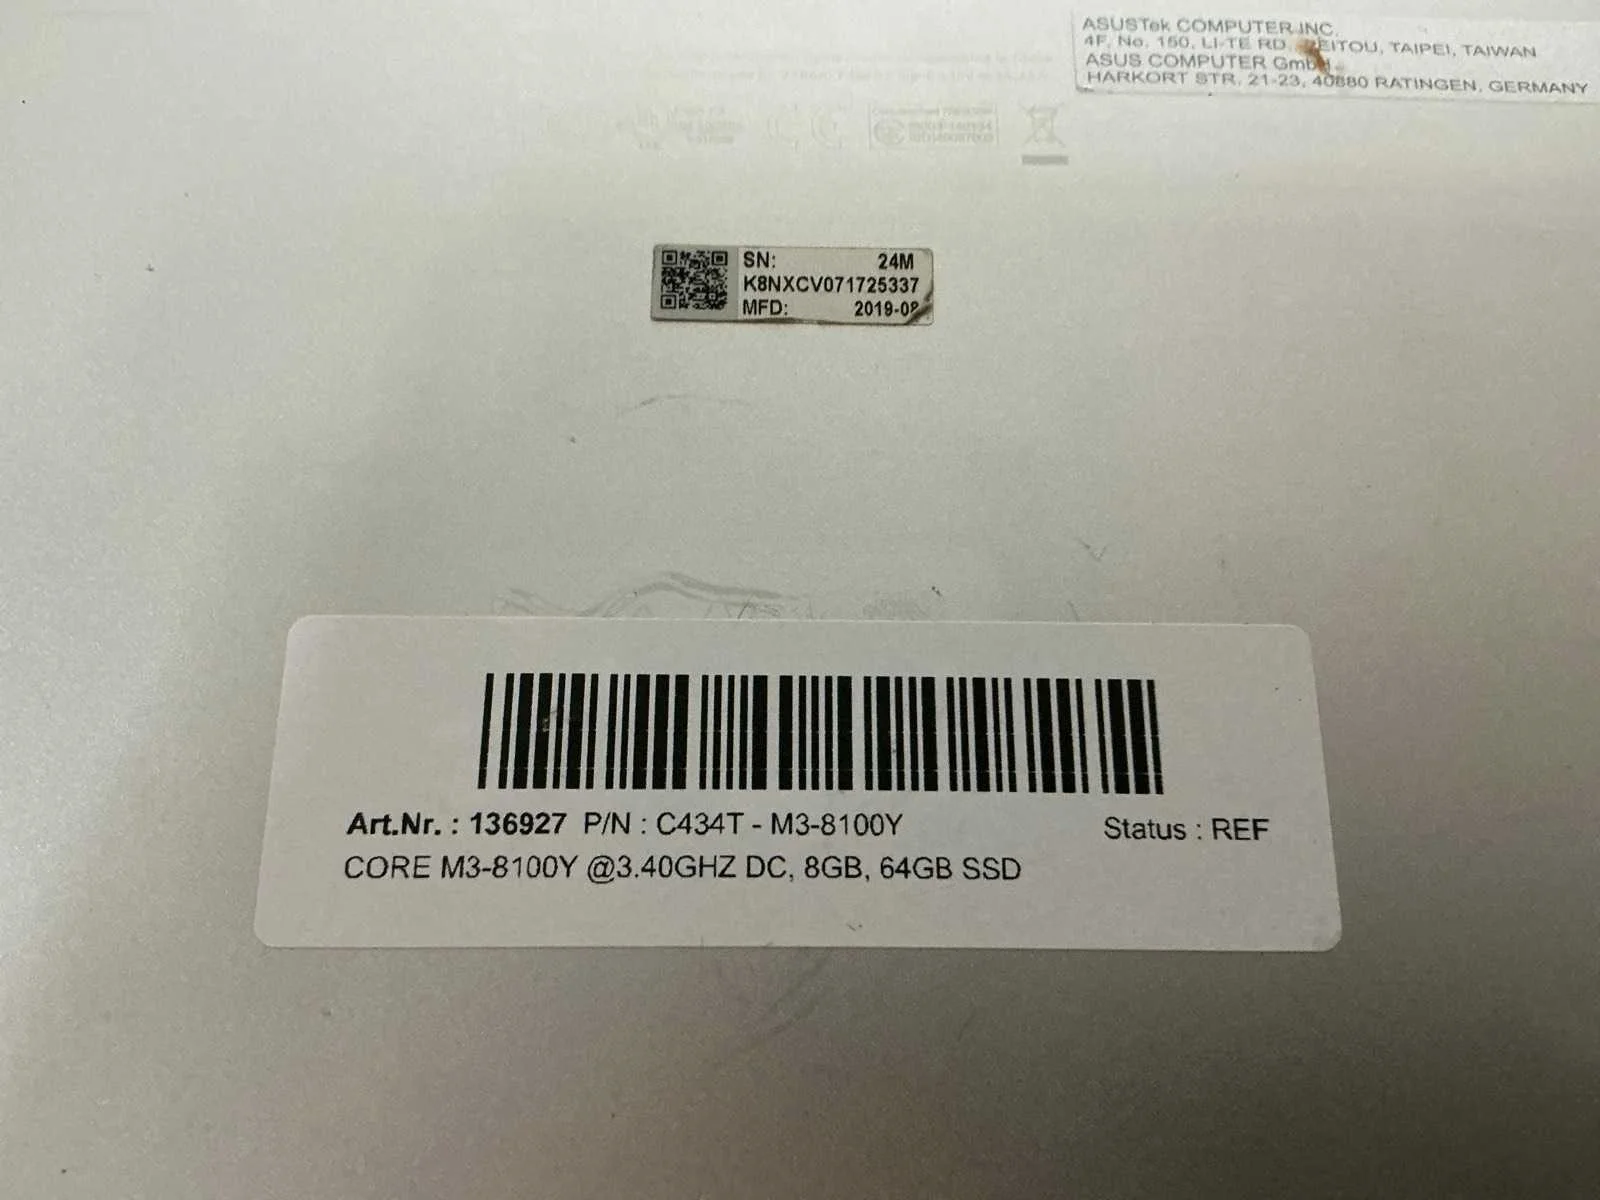 ASUSTek COMPUTER INC.
4F, No. 150, LI-TE RD., BEITOU, TAIPEI, TAIWAN
ASUS COMPUTER GmbH
HARKORT STR. 21-23, 40880 RATINGEN, GERMANY
SN: 24M
K8NXCV071725337
MFD: 2019-08
Art.Nr. : 136927 P/N : C434T - M3-8100Y Status : REF
CORE M3-8100Y @3.40GHZ DC, 8GB, 64GB SSD